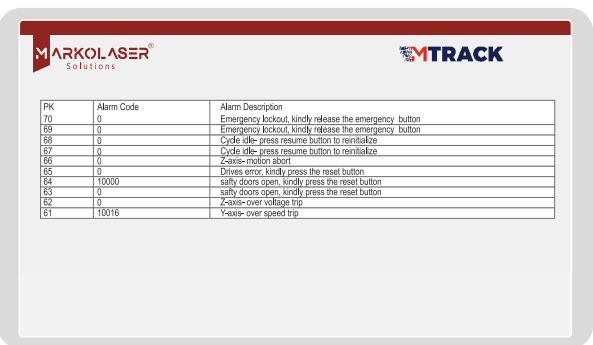 MARKOLASER®
Solutions
MTRACK
PK Alarm Code Alarm Description
70 0 Emergency lockout, kindly release the emergency button
69 0 Emergency lockout, kindly release the emergency button
68 0 Cycle idle- press resume button to reinitialize
67 0 Cycle idle- press resume button to reinitialize
66 0 Z-axis- motion abort
65 0 Drives error, kindly press the reset button
64 10000 safty doors open, kindly press the reset button
63 0 safty doors open, kindly press the reset button
62 0 Z-axis- over voltage trip
61 10016 Y-axis- over speed trip